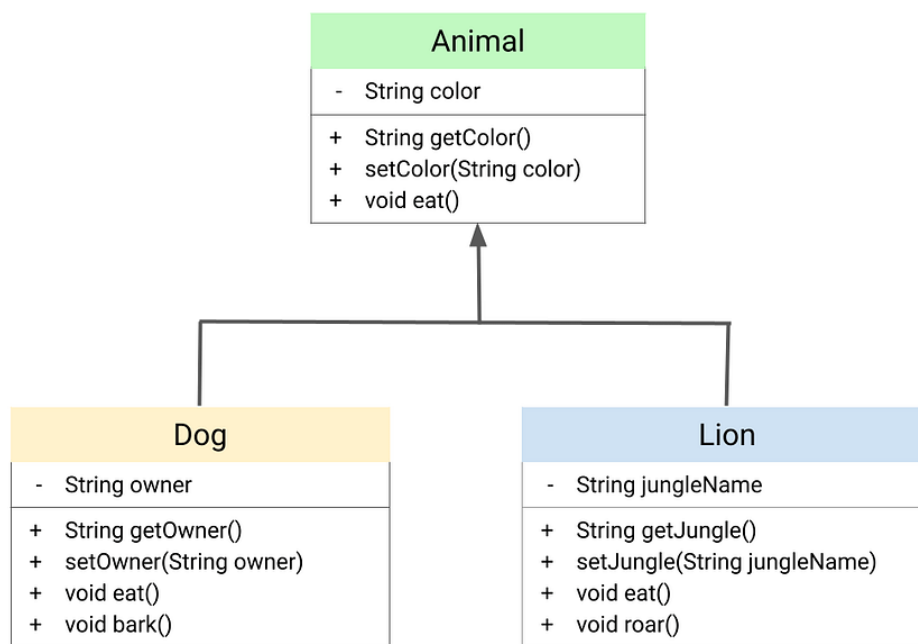 Animal
- String color
+ String getColor()
+ setColor(String color)
+ void eat()
Dog
- String owner
+ String getOwner()
+ setOwner(String owner)
+ void eat()
+ void bark()
Lion
- String jungleName
+ String getJungle()
+ setJungle(String jungleName)
+ void eat()
+ void roar()